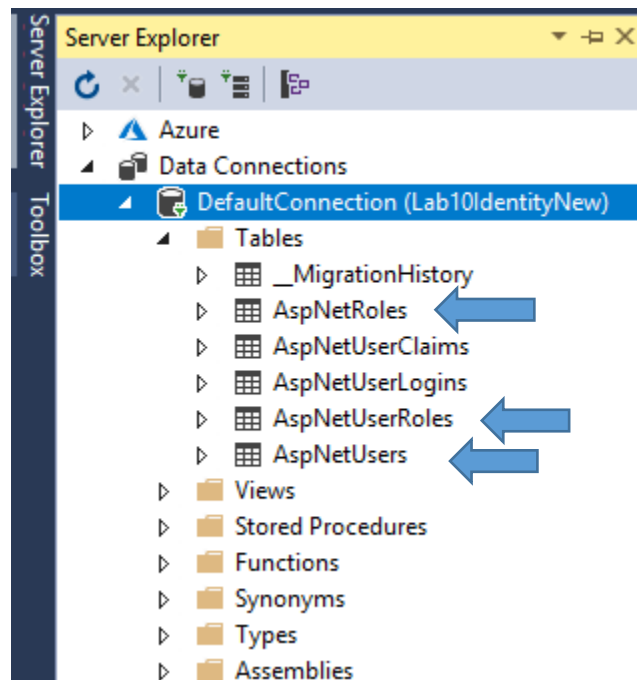 Server Explorer
Toolbox
Server Explorer
Azure
Data Connections
DefaultConnection (Lab10IdentityNew)
Tables
__MigrationHistory
AspNetRoles
AspNetUserClaims
AspNetUserLogins
AspNetUserRoles
AspNetUsers
Views
Stored Procedures
Functions
Synonyms
Types
Assemblies